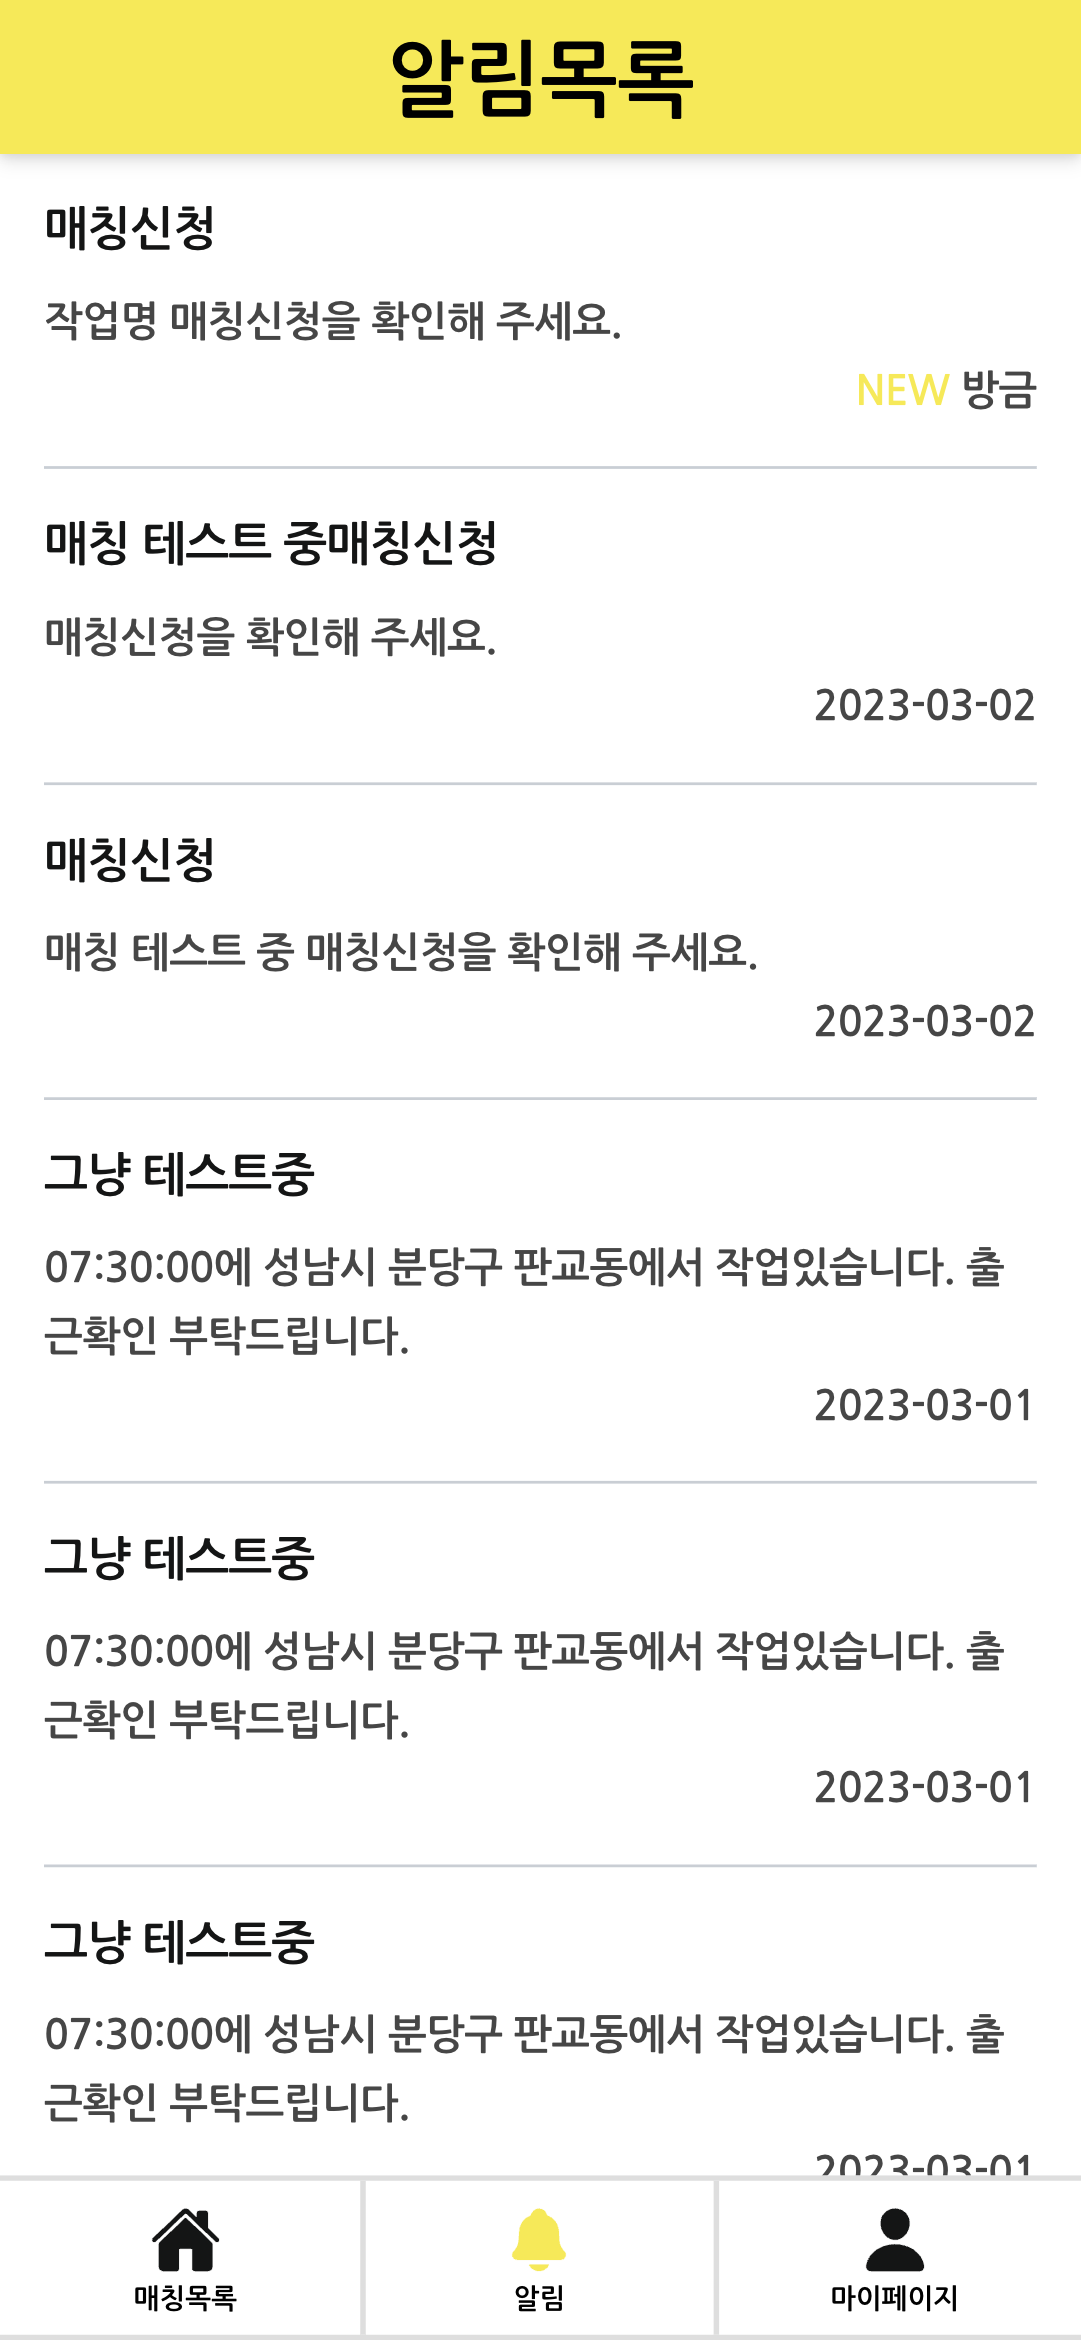 알림목록
매칭신청
작업명 매칭신청을 확인해 주세요.
NEW 방금
매칭 테스트 중매칭신청
매칭신청을 확인해 주세요.
2023-03-02
매칭신청
매칭 테스트 중 매칭신청을 확인해 주세요.
2023-03-02
그냥 테스트중
07:30:00에 성남시 분당구 판교동에서 작업있습니다. 출
근확인 부탁드립니다.
2023-03-01
그냥 테스트중
07:30:00에 성남시 분당구 판교동에서 작업있습니다. 출
근확인 부탁드립니다.
2023-03-01
그냥 테스트중
07:30:00에 성남시 분당구 판교동에서 작업있습니다. 출
근확인 부탁드립니다.
2023-03-01
매칭목록
알림
마이페이지